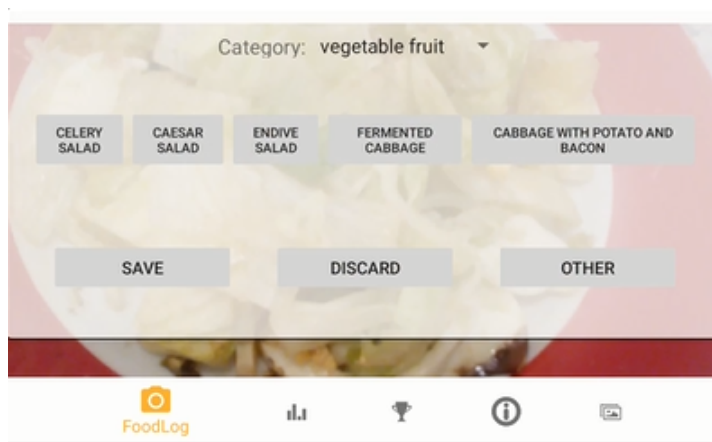 Category: vegetable fruit
CELERY SALAD
CAESAR SALAD
ENDIVE SALAD
FERMENTED CABBAGE
CABBAGE WITH POTATO AND BACON
SAVE
DISCARD
OTHER
FoodLog